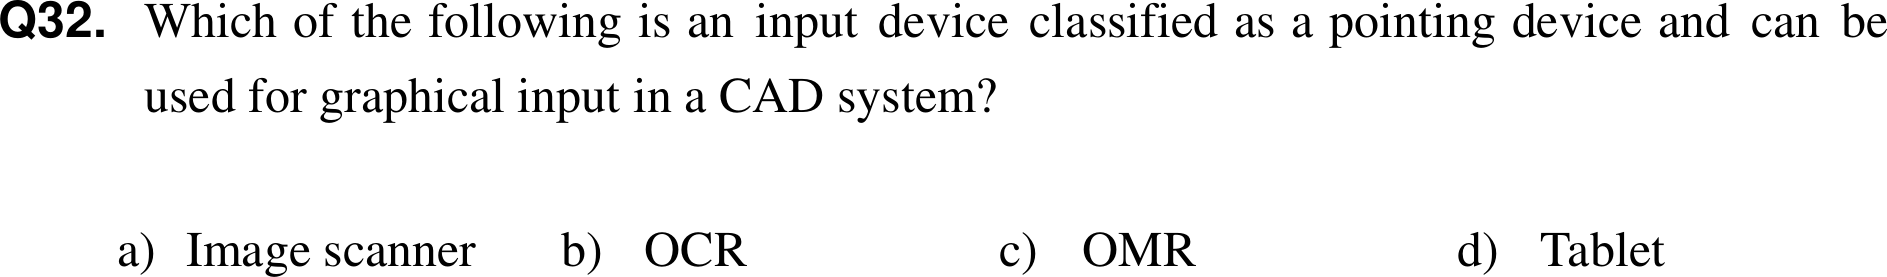 Q32. Which of the following is an input device classified as a pointing device and can be
used for graphical input in a CAD system?
a) Image scanner b) OCR c) OMR d) Tablet